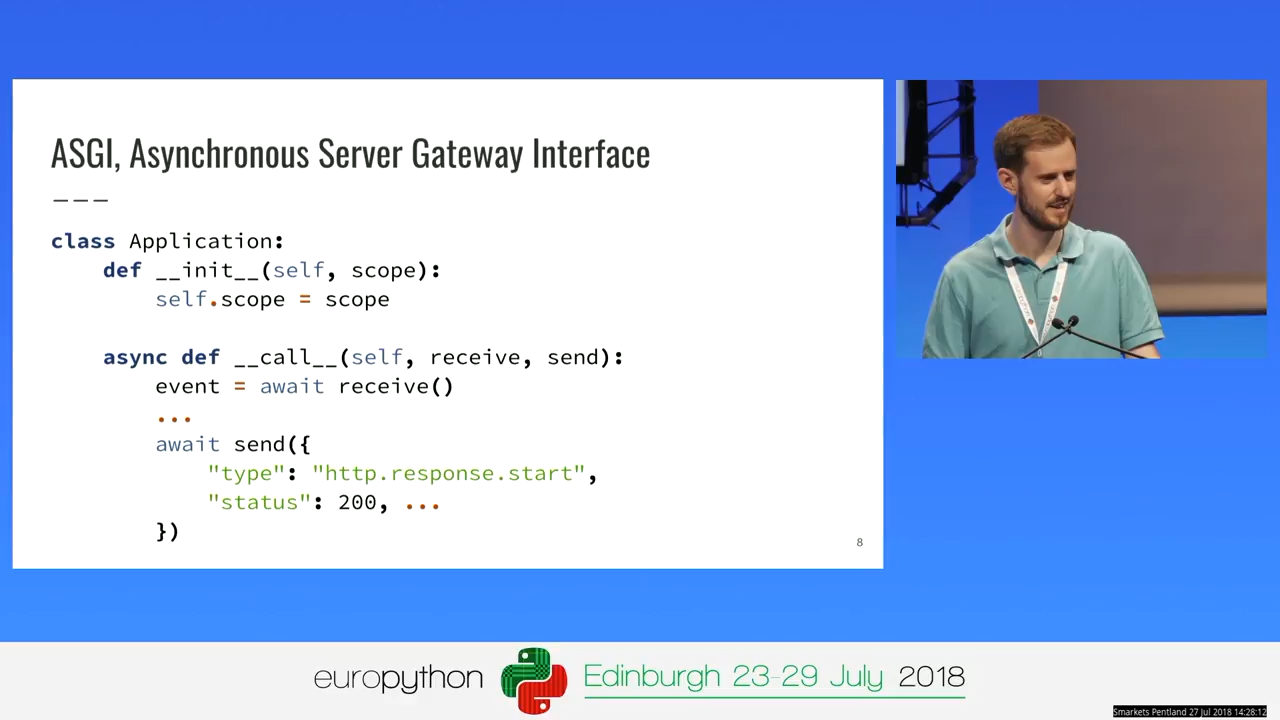 ASGI, Asynchronous Server Gateway Interface
---
class Application:
    def __init__(self, scope):
        self.scope = scope
    async def __call__(self, receive, send):
        event = await receive()
        ...
        await send({
            "type": "http.response.start",
            "status": 200, ...
        })
8
europython Edinburgh 23-29 July 2018
Smarkets Pentland 27 Jul 2018 14:28:12